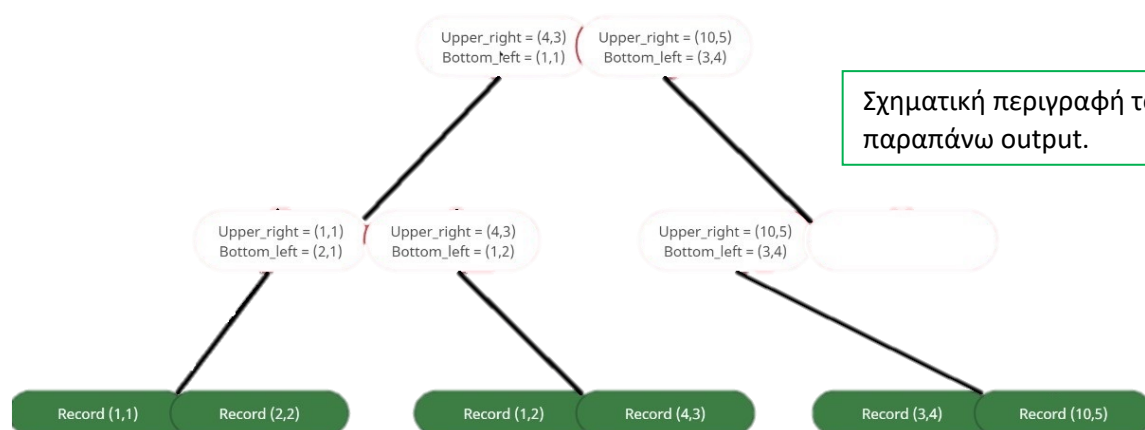 Upper_right = (4,3)
Bottom_left = (1,1)
Upper_right = (10,5)
Bottom_left = (3,4)
Σχηματική περιγραφή
παραπάνω output.
Upper_right = (1,1)
Bottom_left = (2,1)
Upper_right = (4,3)
Bottom_left = (1,2)
Upper_right = (10,5)
Bottom_left = (3,4)
Record (1,1)
Record (2,2)
Record (1,2)
Record (4,3)
Record (3,4)
Record (10,5)